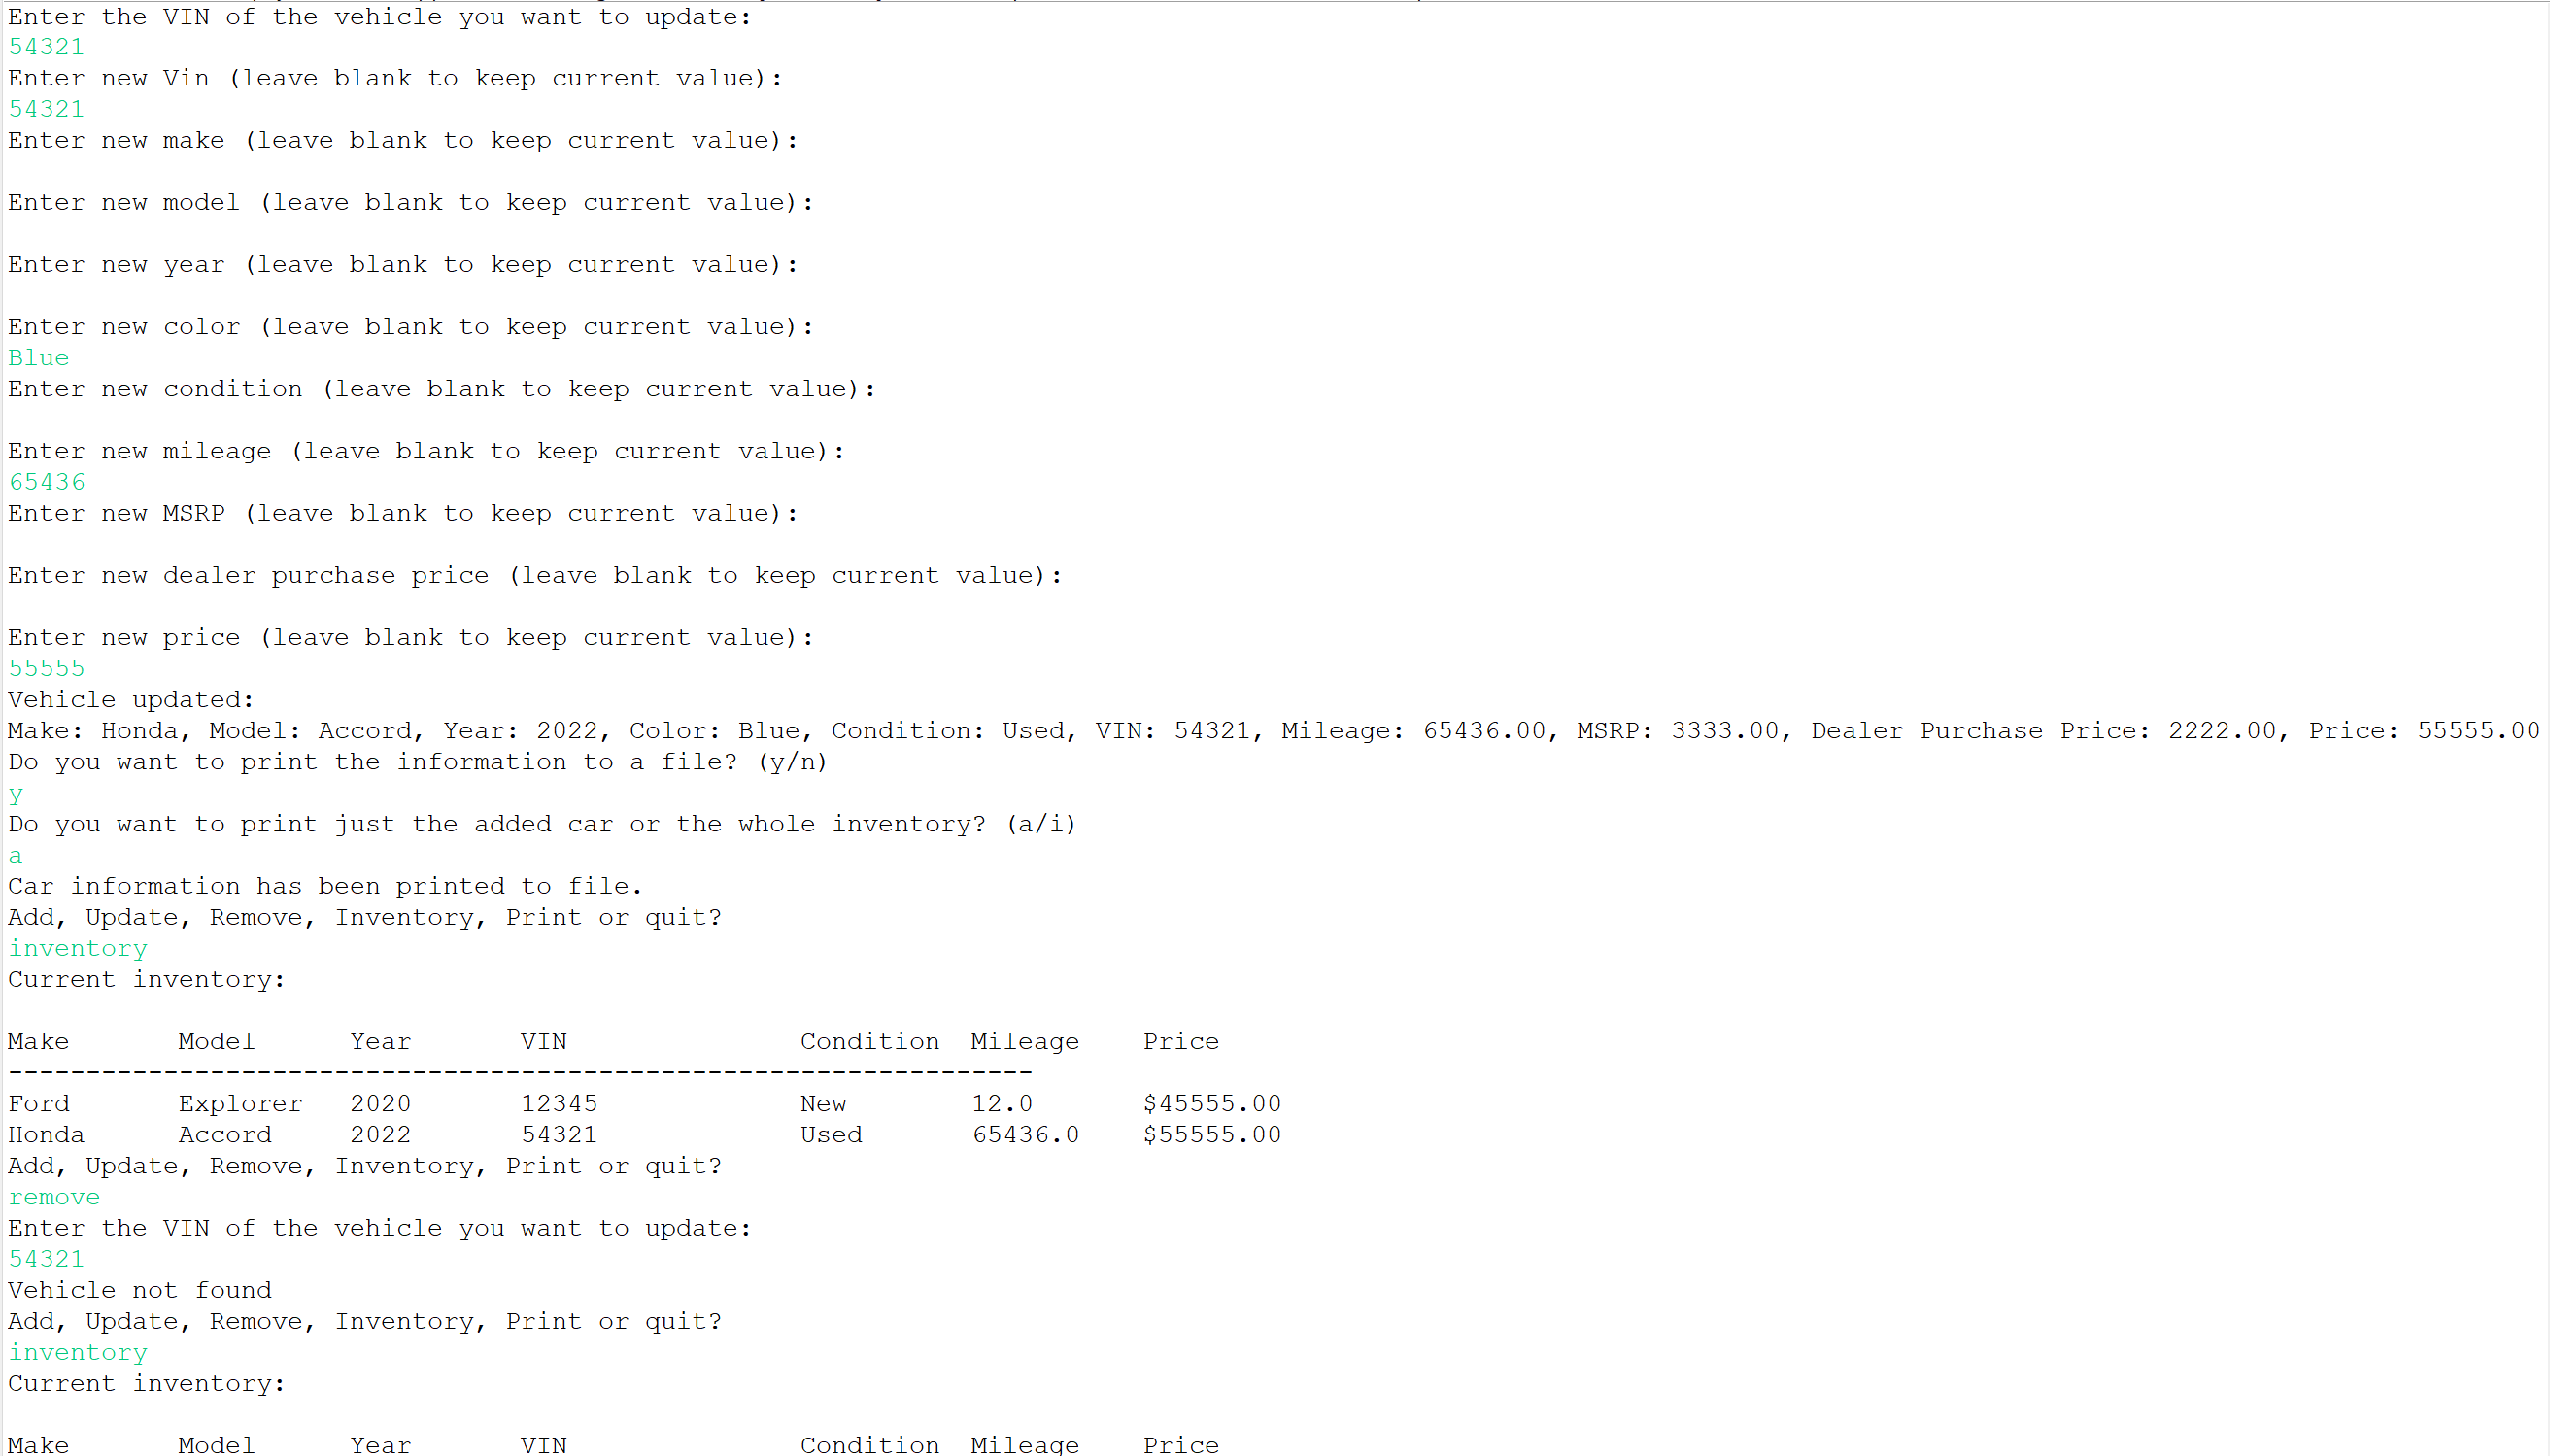 Enter the VIN of the vehicle you want to update:
54321
Enter new Vin (leave blank to keep current value):
54321
Enter new make (leave blank to keep current value):
Enter new model (leave blank to keep current value):
Enter new year (leave blank to keep current value):
Enter new color (leave blank to keep current value):
Blue
Enter new condition (leave blank to keep current value):
Enter new mileage (leave blank to keep current value):
65436
Enter new MSRP (leave blank to keep current value):
Enter new dealer purchase price (leave blank to keep current value):
Enter new price (leave blank to keep current value):
55555
Vehicle updated:
Make: Honda, Model: Accord, Year: 2022, Color: Blue, Condition: Used, VIN: 54321, Mileage: 65436.00, MSRP: 3333.00, Dealer Purchase Price: 2222.00, Price: 55555.00
Do you want to print the information to a file? (y/n)
y
Do you want to print just the added car or the whole inventory? (a/i)
a
Car information has been printed to file.
Add, Update, Remove, Inventory, Print or quit?
inventory
Current inventory:
Make Model Year VIN Condition Mileage Price
------------------------------------------------------------------
Ford Explorer 2020 12345 New 12.0 $45555.00
Honda Accord 2022 54321 Used 65436.0 $55555.00
Add, Update, Remove, Inventory, Print or quit?
remove
Enter the VIN of the vehicle you want to update:
54321
Vehicle not found
Add, Update, Remove, Inventory, Print or quit?
inventory
Current inventory:
Make Model Year VIN Condition Mileage Price